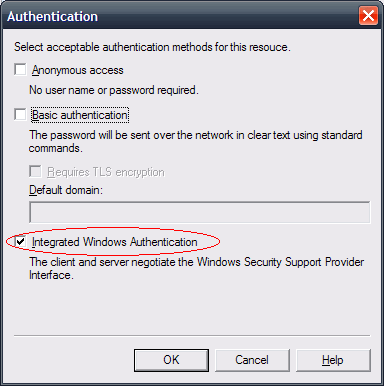 Authentication
Select acceptable authentication methods for this resouce.
Anonymous access
No user name or password required.
Basic authentication
The password will be sent over the network in clear text using standard
commands.
Requires TLS encryption
Default domain:
Integrated Windows Authentication
The client and server negotiate the Windows Security Support Provider
Interface.
OK
Cancel
Help